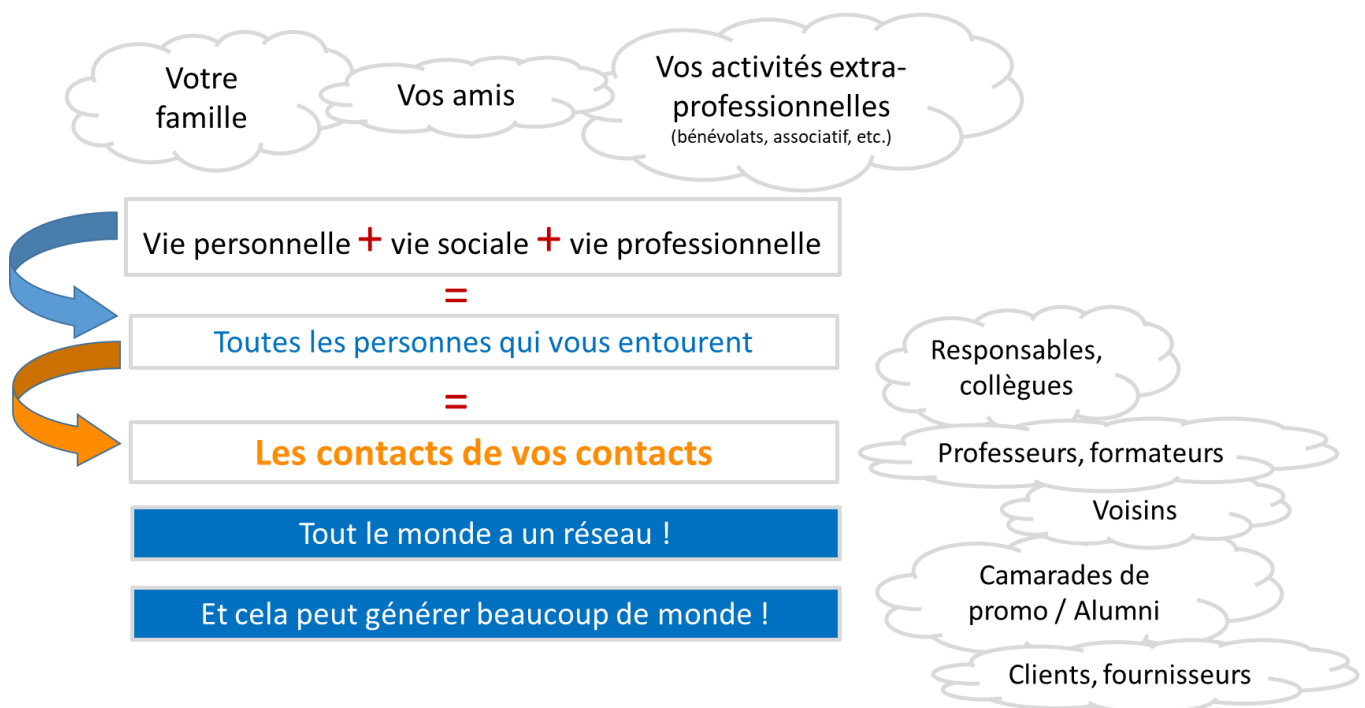 Votre
famille
Vos amis
Vos activités extra-
professionnelles
(bénévolats, associatif, etc.)
Vie personnelle + vie sociale + vie professionnelle
=
Toutes les personnes qui vous entourent
=
Les contacts de vos contacts
Tout le monde a un réseau !
Et cela peut générer beaucoup de monde !
Responsables,
collègues
Professeurs, formateurs
Voisins
Camarades de
promo / Alumni
Clients, fournisseurs